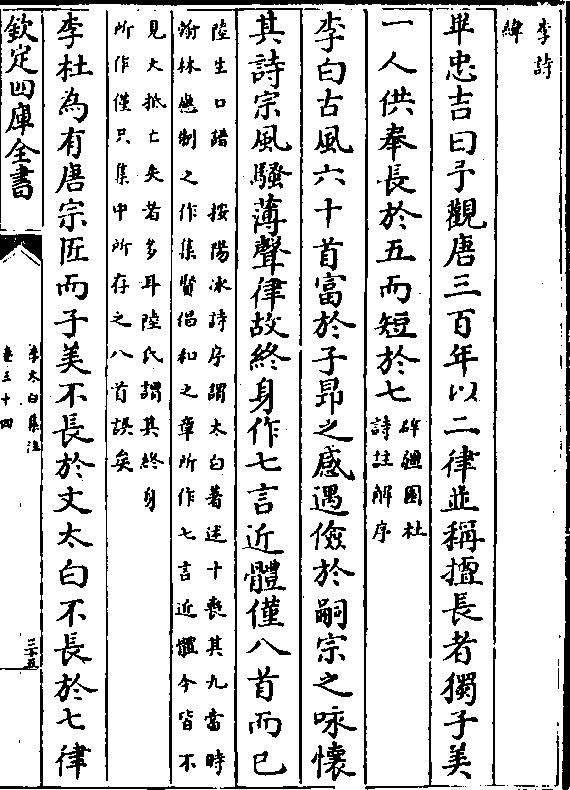 李詩
緯
畢忠吉曰予觀唐三百年以二律並稱擅長者獨子美
一人供奉長於五而短於七
辟疆園杜
詩註解序
李白古風六十首富於子昂之感遇儉於嗣宗之咏懷
其詩宗風騷薄聲律故終身作七言近體僅八首而已
陸生口譜 按陽冰詩序謂太白著述十喪其九當時
翰林應制之作集賢倡和之章所作七言近體今皆不
見大抵亡失者多耳陸氏謂其終身
所作僅只集中所存之八首誤矣
李杜為有唐宗匠而子美不長於文太白不長於七律
欽定四庫全書
李太白集注
卷三十四
三十五